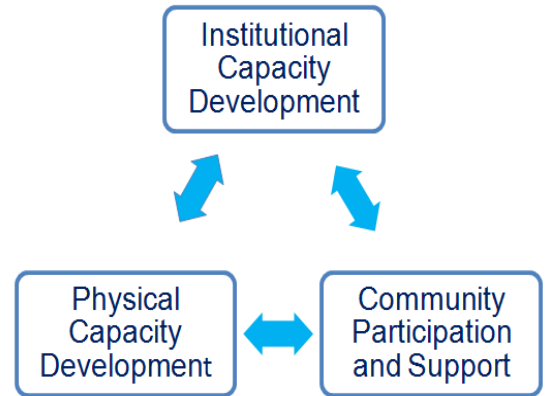 Institutional
Capacity
Development
Physical
Capacity
Development
Community
Participation
and Support